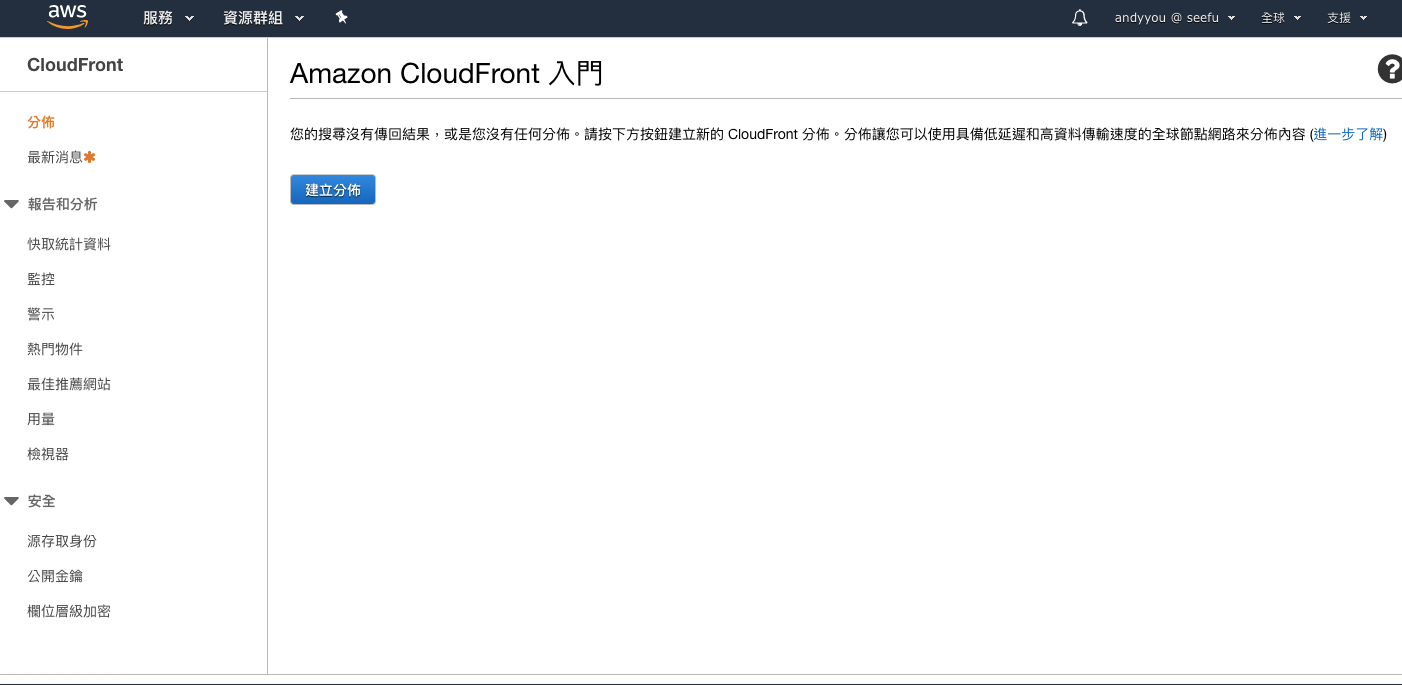 aws 服務 資源群組 andyyou @ seefu 全球 支援
CloudFront
分佈
最新消息✱
報告和分析
快取統計資料
監控
警示
熱門物件
最佳推薦網站
用量
檢視器
安全
源存取身份
公開金鑰
欄位層級加密
Amazon CloudFront 入門
?
您的搜尋沒有傳回結果，或是您沒有任何分佈。請按下方按鈕建立新的 CloudFront 分佈。分佈讓您可以使用具備低延遲和高資料傳輸速度的全球節點網路來分佈內容 (進一步了解)
建立分佈